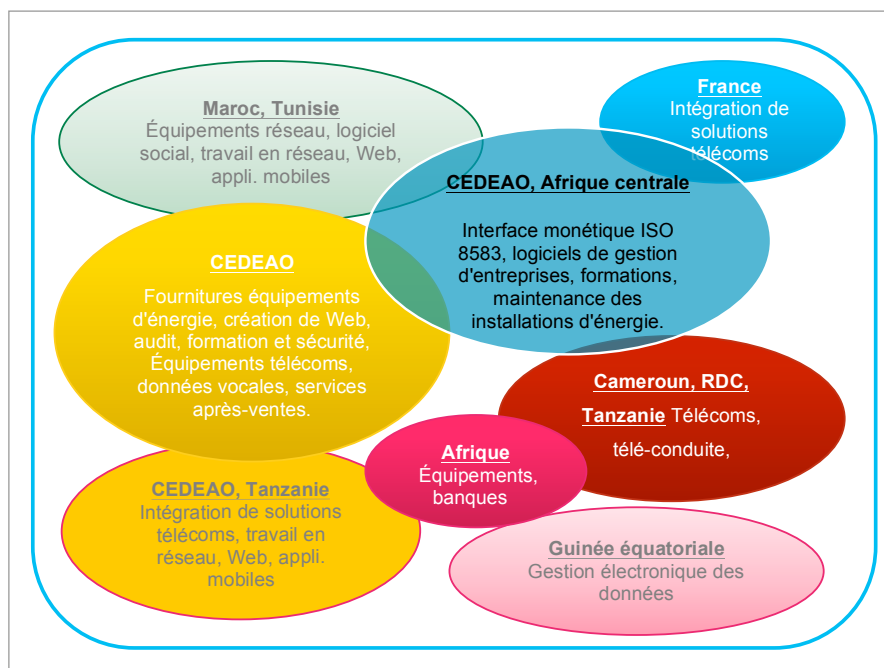 Maroc, Tunisie
Équipements réseau, logiciel
social, travail en réseau, Web,
appli. mobiles
France
Intégration de
solutions
télécoms
CEDEAO, Afrique centrale
Interface monétique ISO
8583, logiciels de gestion
d'entreprises, formations,
maintenance des
installations d'énergie.
CEDEAO
Fournitures équipements
d'énergie, création de Web,
audit, formation et sécurité,
Équipements télécoms,
données vocales, services
après-ventes.
Cameroun, RDC,
Tanzanie Télécoms,
télé-conduite,
Afrique
Équipements,
banques
CEDEAO, Tanzanie
Intégration de solutions
télécoms, travail en
réseau, Web, appli.
mobiles
Guinée équatoriale
Gestion électronique des
données